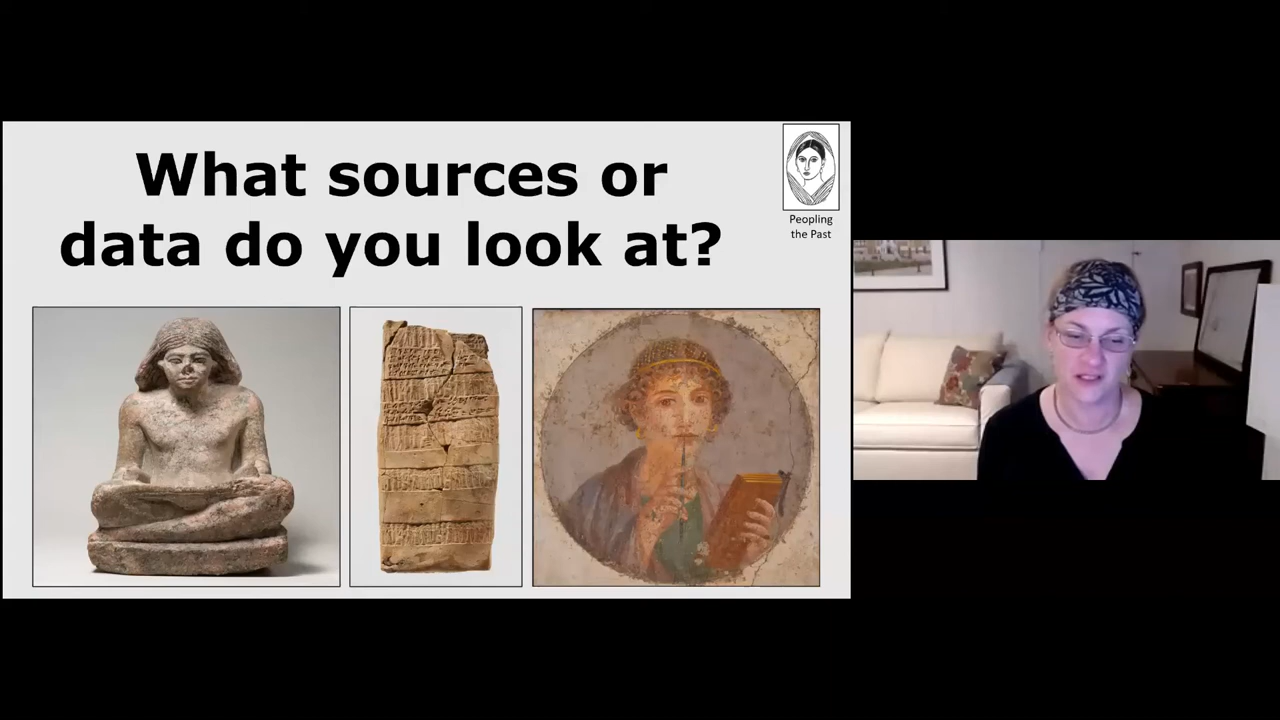 What sources or
data do you look at?
Peopling
the Past